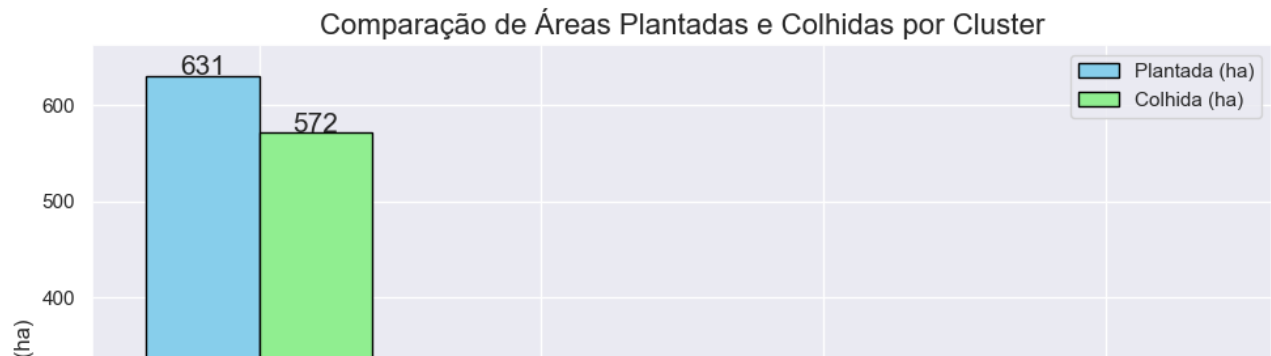 Comparação de Áreas Plantadas e Colhidas por Cluster
631
Plantada (ha)
Colhida (ha)
600
572
500
400
(ha)